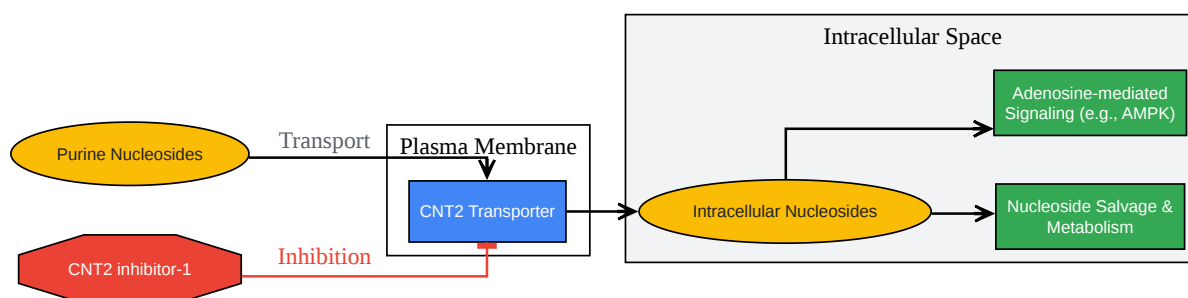 Intracellular Space
Adenosine-mediated
Signaling (e.g., AMPK)
Transport
Plasma Membrane
Purine Nucleosides
CNT2 Transporter
Intracellular Nucleosides
Nucleoside Salvage &
Metabolism
Inhibition
CNT2 inhibitor-1